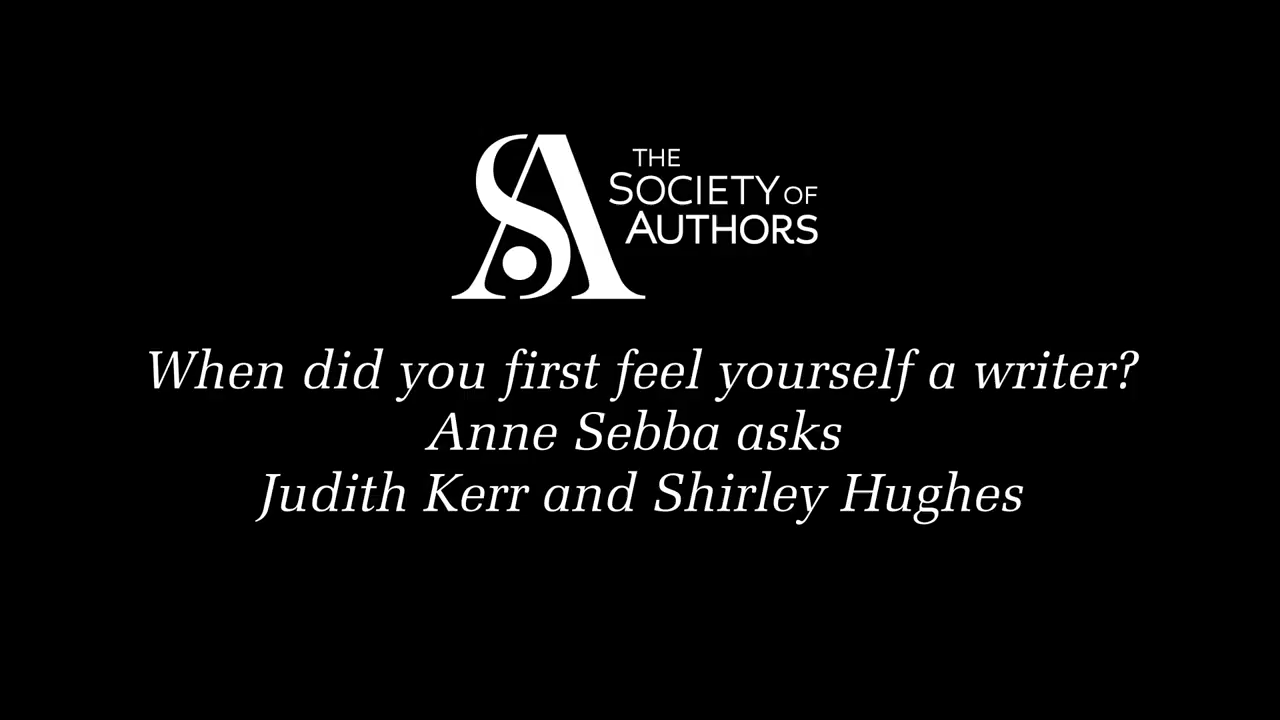 SA
THE
SOCIETY OF
AUTHORS
When did you first feel yourself a writer?
Anne Sebba asks
Judith Kerr and Shirley Hughes